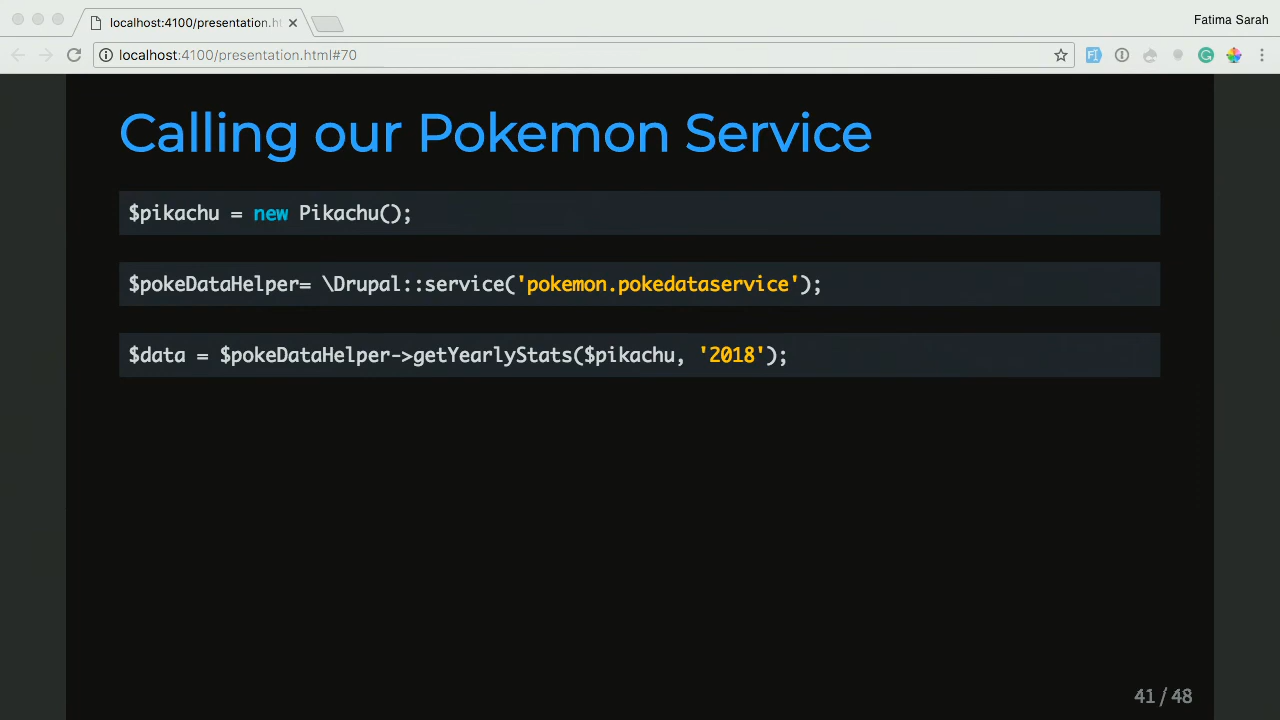 localhost:4100/presentation.h
Fatima Sarah
localhost:4100/presentation.html#70
Calling our Pokemon Service
$pikachu = new Pikachu();
$pokeDataHelper= \Drupal::service('pokemon.pokedataservice');
$data = $pokeDataHelper->getYearlyStats($pikachu, '2018');
41 / 48